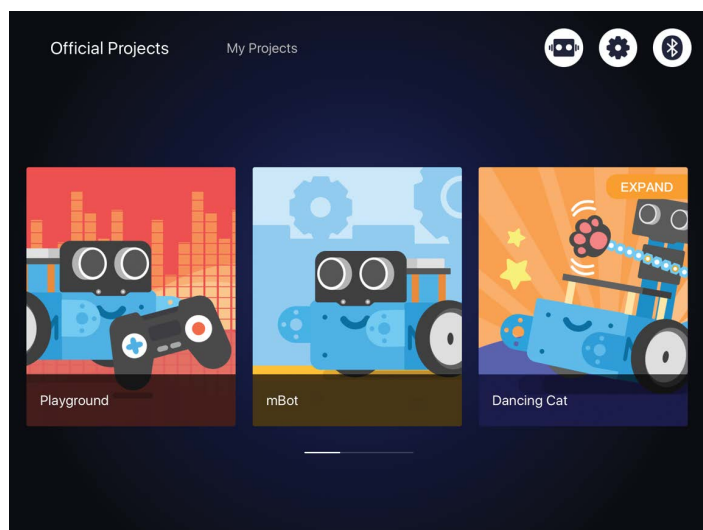 Official Projects
My Projects
EXPAND
Playground
mBot
Dancing Cat